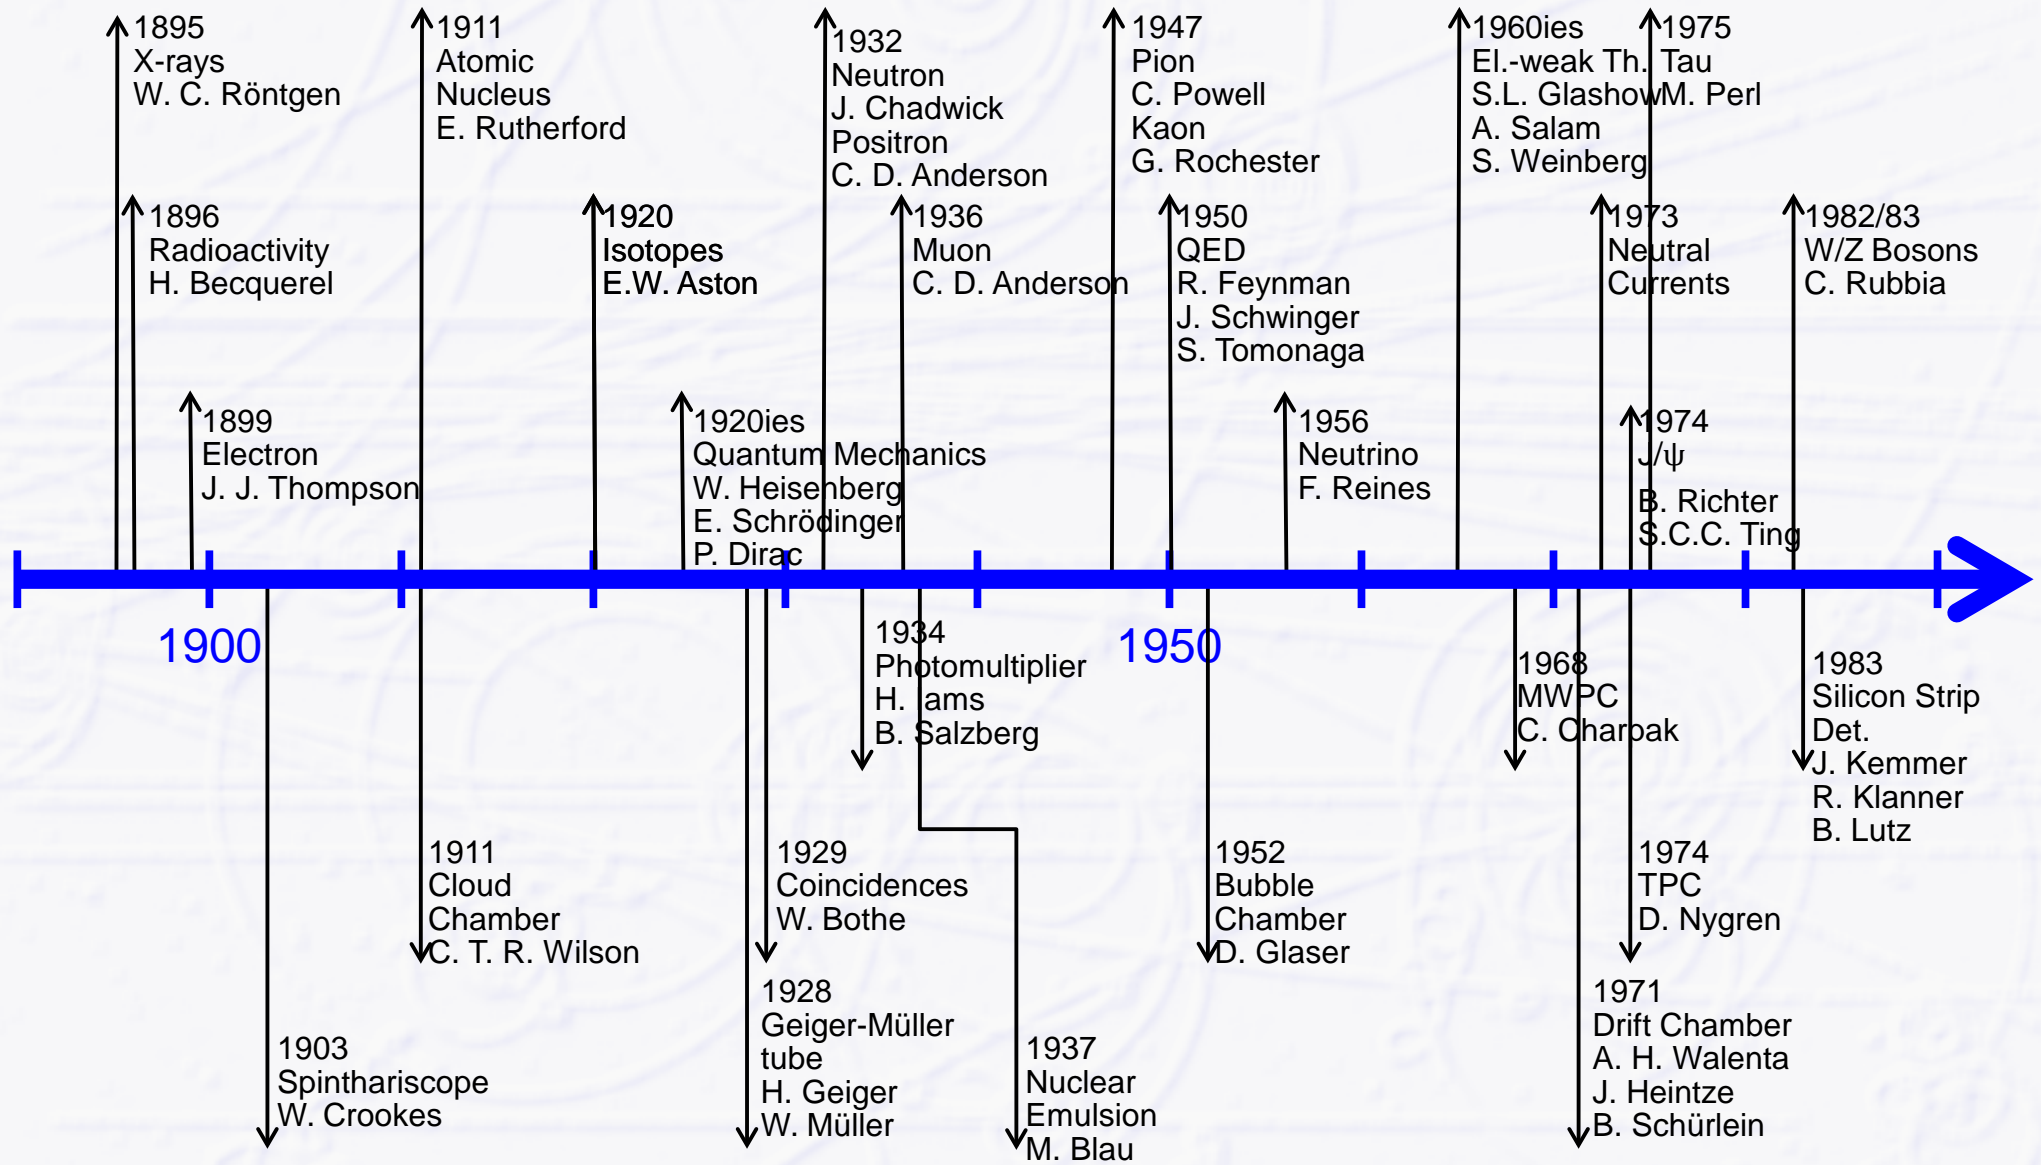 1895
X-rays
W. C. Röntgen
1911
Atomic
Nucleus
E. Rutherford
1932
Neutron
J. Chadwick
Positron
C. D. Anderson
1947
Pion
C. Powell
Kaon
G. Rochester
1960ies
El.-weak Th.
S.L. Glashow
A. Salam
S. Weinberg
1975
Tau
M. Perl
1896
Radioactivity
H. Becquerel
1920
Isotopes
E.W. Aston
1936
Muon
C. D. Anderson
1950
QED
R. Feynman
J. Schwinger
S. Tomonaga
1973
Neutral
Currents
1982/83
W/Z Bosons
C. Rubbia
1899
Electron
J. J. Thompson
1920ies
Quantum Mechanics
W. Heisenberg
E. Schrödinger
P. Dirac
1956
Neutrino
F. Reines
1974
J/ψ
B. Richter
S.C.C. Ting
1900
1950
1934
Photomultiplier
H. Iams
B. Salzberg
1968
MWPC
C. Charpak
1983
Silicon Strip
Det.
J. Kemmer
R. Klanner
B. Lutz
1911
Cloud
Chamber
C. T. R. Wilson
1929
Coincidences
W. Bothe
1952
Bubble
Chamber
D. Glaser
1974
TPC
D. Nygren
1903
Spinthariscope
W. Crookes
1928
Geiger-Müller
tube
H. Geiger
W. Müller
1937
Nuclear
Emulsion
M. Blau
1971
Drift Chamber
A. H. Walenta
J. Heintze
B. Schürlein